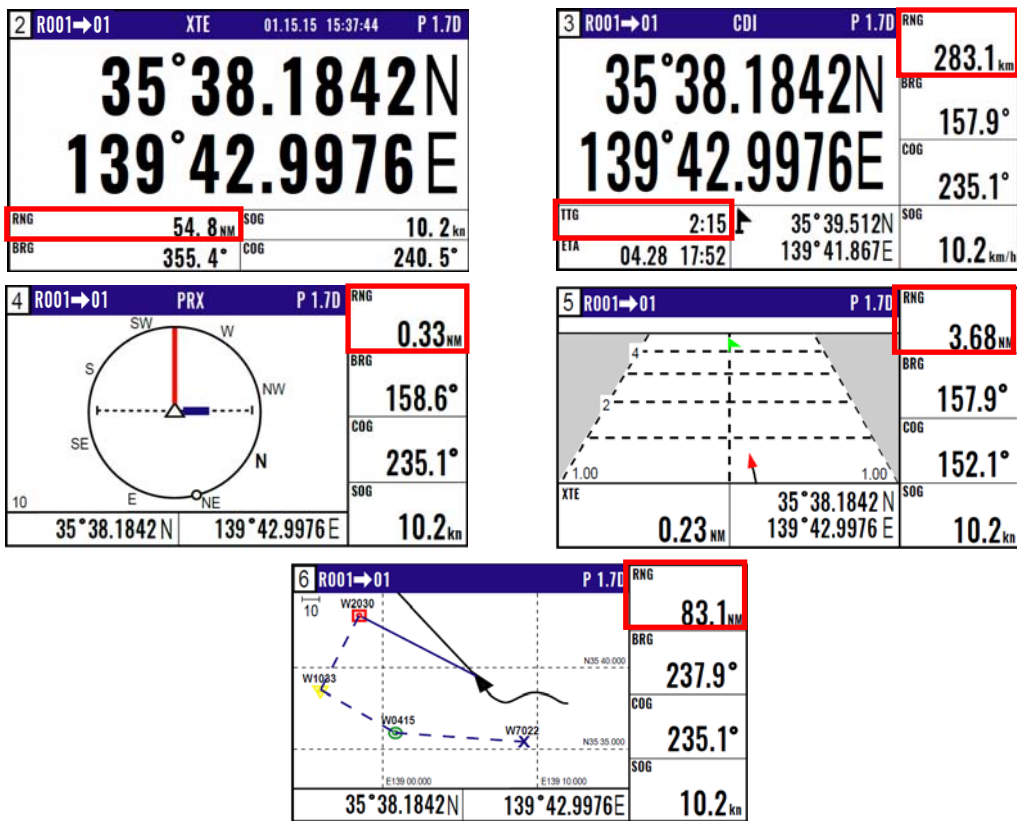 2 R001➡01 XTE 01.15.15 15:37:44 P 1.7D
35°38.1842N
139°42.9976E
RNG 54.8NM SOG 10.2kn
BRG 355.4° COG 240.5°
3 R001➡01 CDI P 1.7D
35°38.1842N
139°42.9976E
TTG 2:15
ETA 04.28 17:52
35°39.512N
139°41.867E
RNG
283.1km
BRG
157.9°
COG
235.1°
SOG
10.2km/h
4 R001➡01 PRX P 1.7D
SW
W
S
NW
SE
N
E
NE
10
35°38.1842N 139°42.9976E
RNG
0.33NM
BRG
158.6°
COG
235.1°
SOG
10.2kn
5 R001➡01 P 1.7D
4
2
1.00 1.00
XTE
0.23NM
35°38.1842N
139°42.9976E
RNG
3.68NM
BRG
157.9°
COG
152.1°
SOG
10.2kn
6 R001➡01 P 1.7D
10
W2030
N35 40.000
W1033
W0415
W7022
N35 35.000
E139 00.000 E139 10.000
35°38.1842N 139°42.9976E
RNG
83.1NM
BRG
237.9°
COG
235.1°
SOG
10.2kn